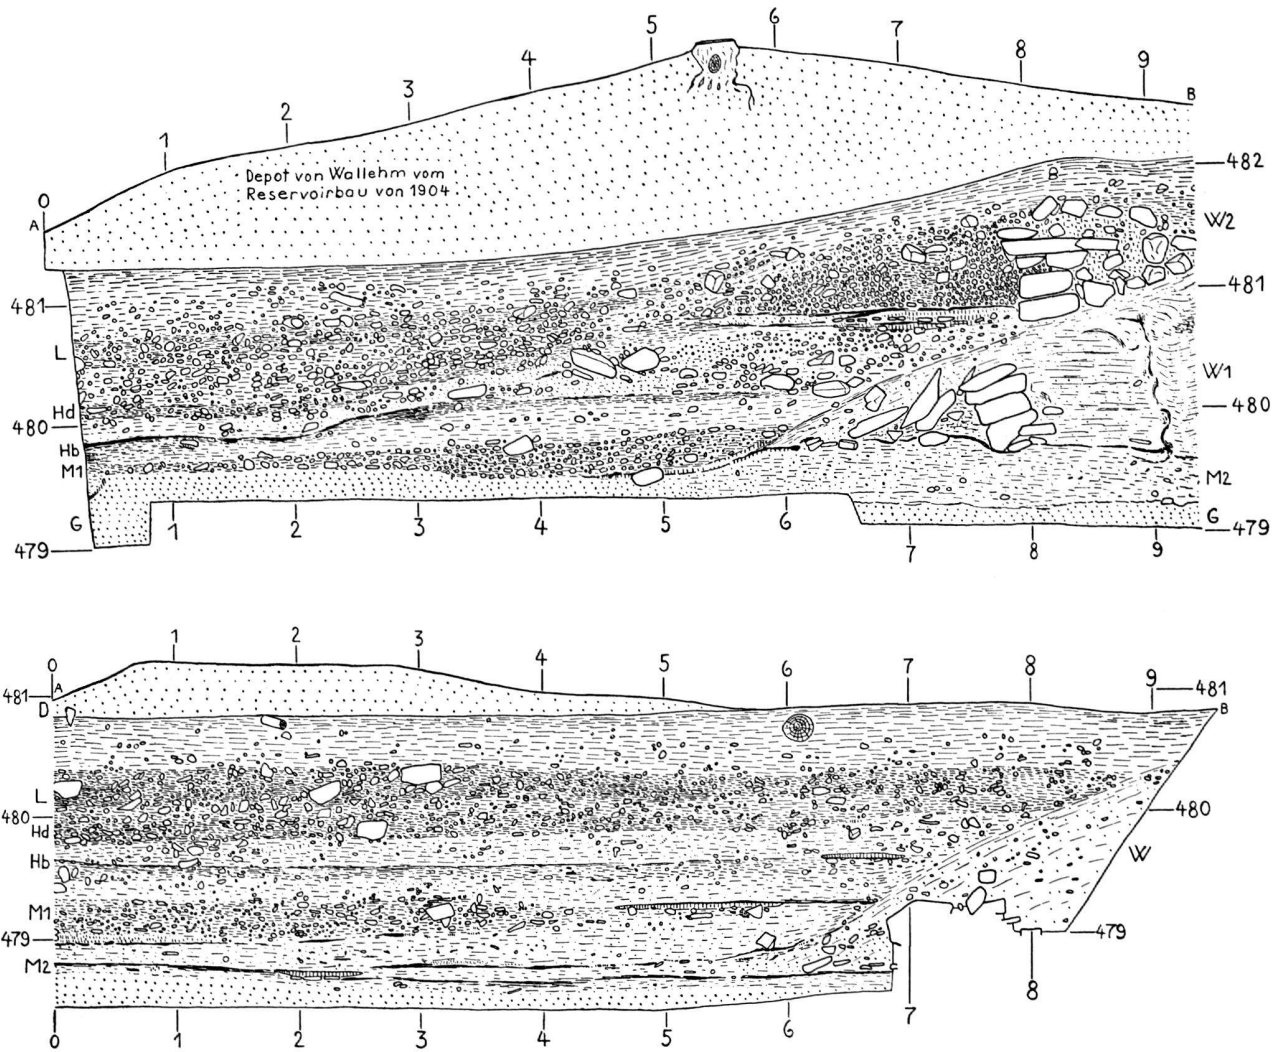 0 1 2 3 4 5 6 7 8 9
A B
Depot von Wallehm vom
Reservoirbau von 1904
482
W2
481 481
L
W1
Hd
480 480
Hb
M1
M2
G G
479 479
1 2 3 4 5 6 7 8 9
0 1 2 3 4 5 6 7 8 9
481 A 481
D B
L
480 480
Hd
Hb
W
M1
479 479
M2
0 1 2 3 4 5 6 7 8